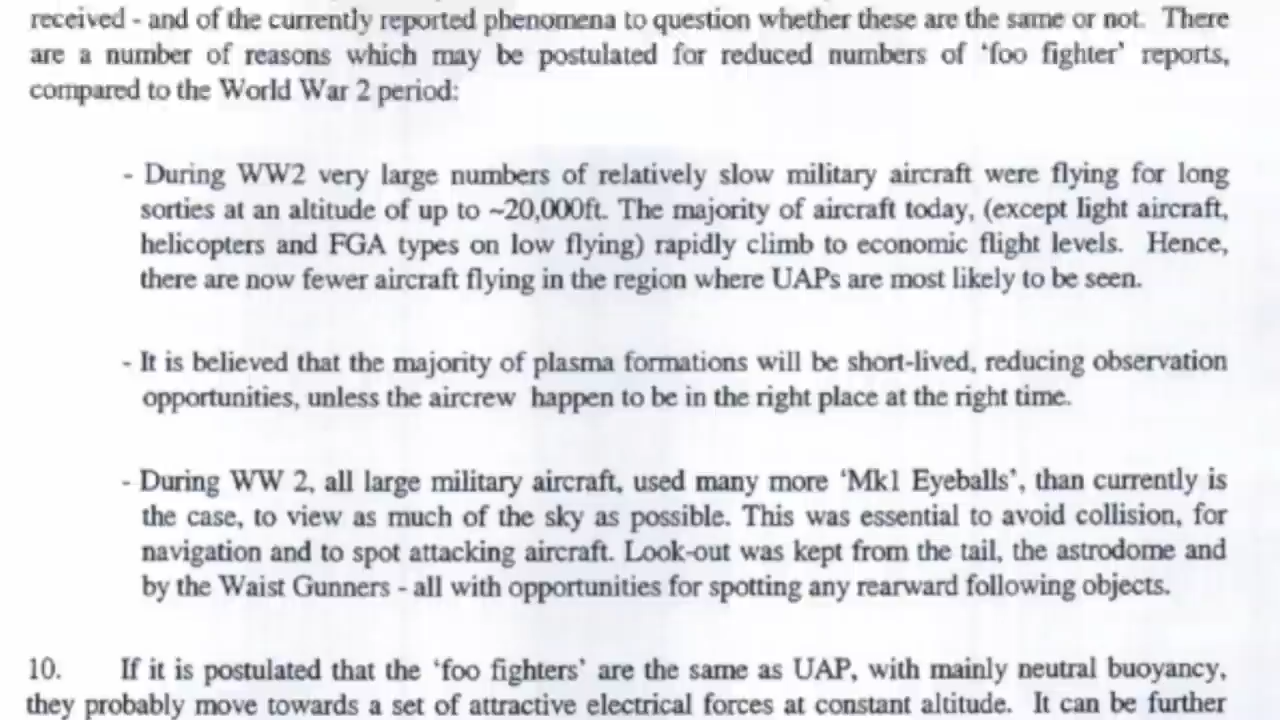 received - and of the currently reported phenomena to question whether these are the same or not. There
are a number of reasons which may be postulated for reduced numbers of 'foo fighter' reports,
compared to the World War 2 period:
- During WW2 very large numbers of relatively slow military aircraft were flying for long
sorties at an altitude of up to ~20,000ft. The majority of aircraft today, (except light aircraft,
helicopters and FGA types on low flying) rapidly climb to economic flight levels. Hence,
there are now fewer aircraft flying in the region where UAPs are most likely to be seen.
- It is believed that the majority of plasma formations will be short-lived, reducing observation
opportunities, unless the aircrew happen to be in the right place at the right time.
- During WW 2, all large military aircraft, used many more 'Mk1 Eyeballs', than currently is
the case, to view as much of the sky as possible. This was essential to avoid collision, for
navigation and to spot attacking aircraft. Look-out was kept from the tail, the astrodome and
by the Waist Gunners - all with opportunities for spotting any rearward following objects.
10. If it is postulated that the 'foo fighters' are the same as UAP, with mainly neutral buoyancy,
they probably move towards a set of attractive electrical forces at constant altitude. It can be further